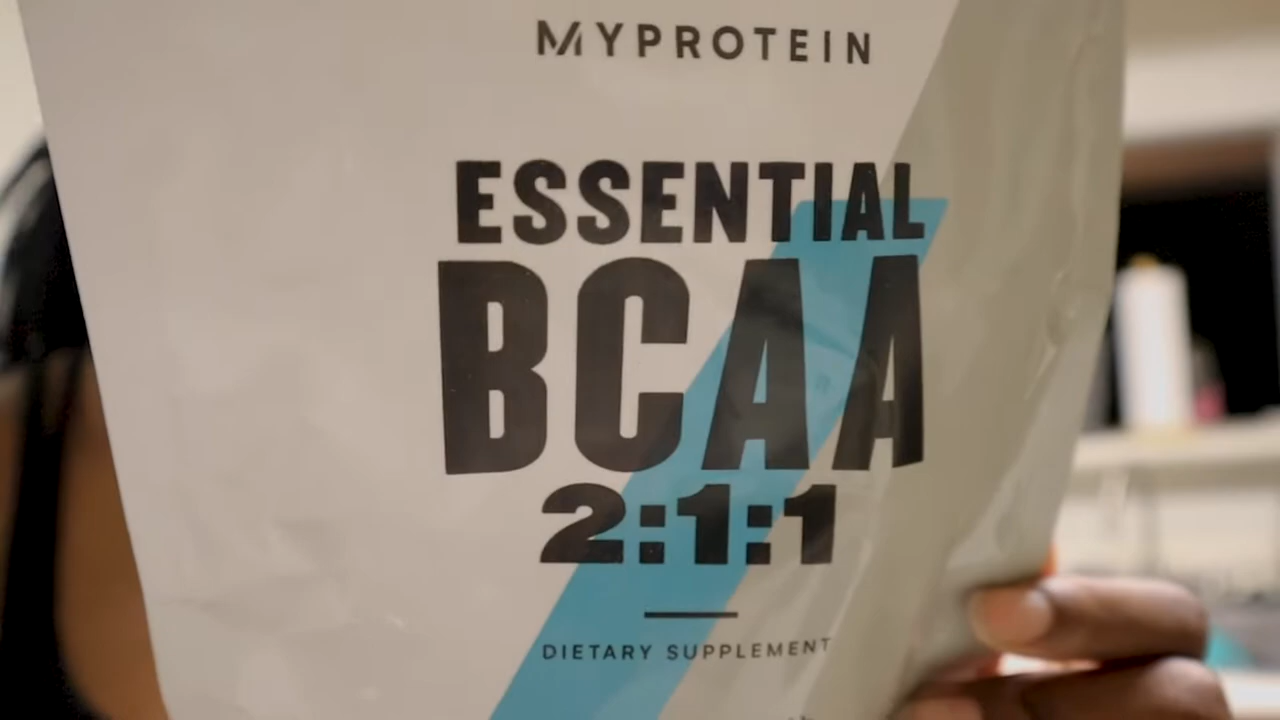 MYPROTEIN
ESSENTIAL
BCAA
2:1:1
DIETARY SUPPLEMENT